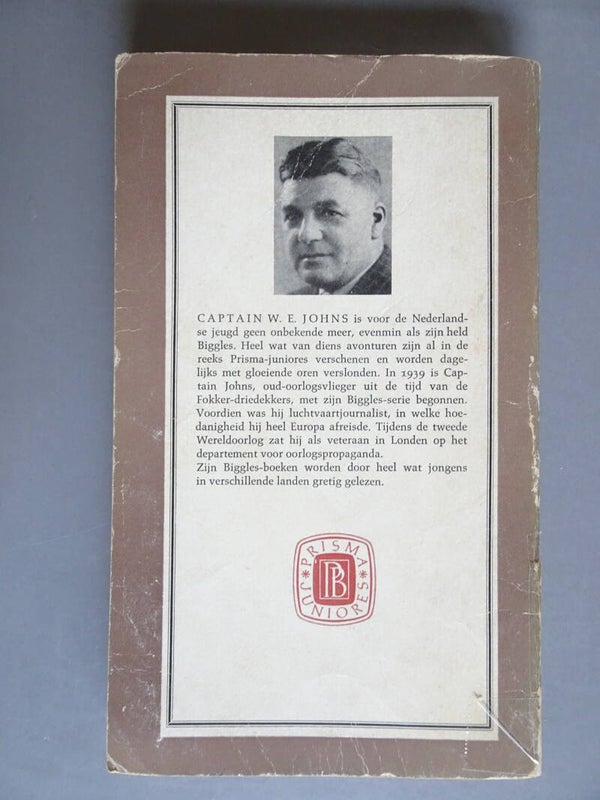 CAPTAIN W. E. JOHNS is voor de Nederland-
se jeugd geen onbekende meer, evenmin als zijn held
Biggles. Heel wat van diens avonturen zijn al in de
reeks Prisma-juniores verschenen en worden dage-
lijks met gloeiende oren verslonden. In 1939 is Cap-
tain Johns, oud-oorlogsvlieger uit de tijd van de
Fokker-driedekkers, met zijn Biggles-serie begonnen.
Voordien was hij luchtvaartjournalist, in welke hoe-
danigheid hij heel Europa afreisde. Tijdens de tweede
Wereldoorlog zat hij als veteraan in Londen op het
departement voor oorlogspropaganda.
Zijn Biggles-boeken worden door heel wat jongens
in verschillende landen gretig gelezen.
PRISMA
PB
JUNIORES